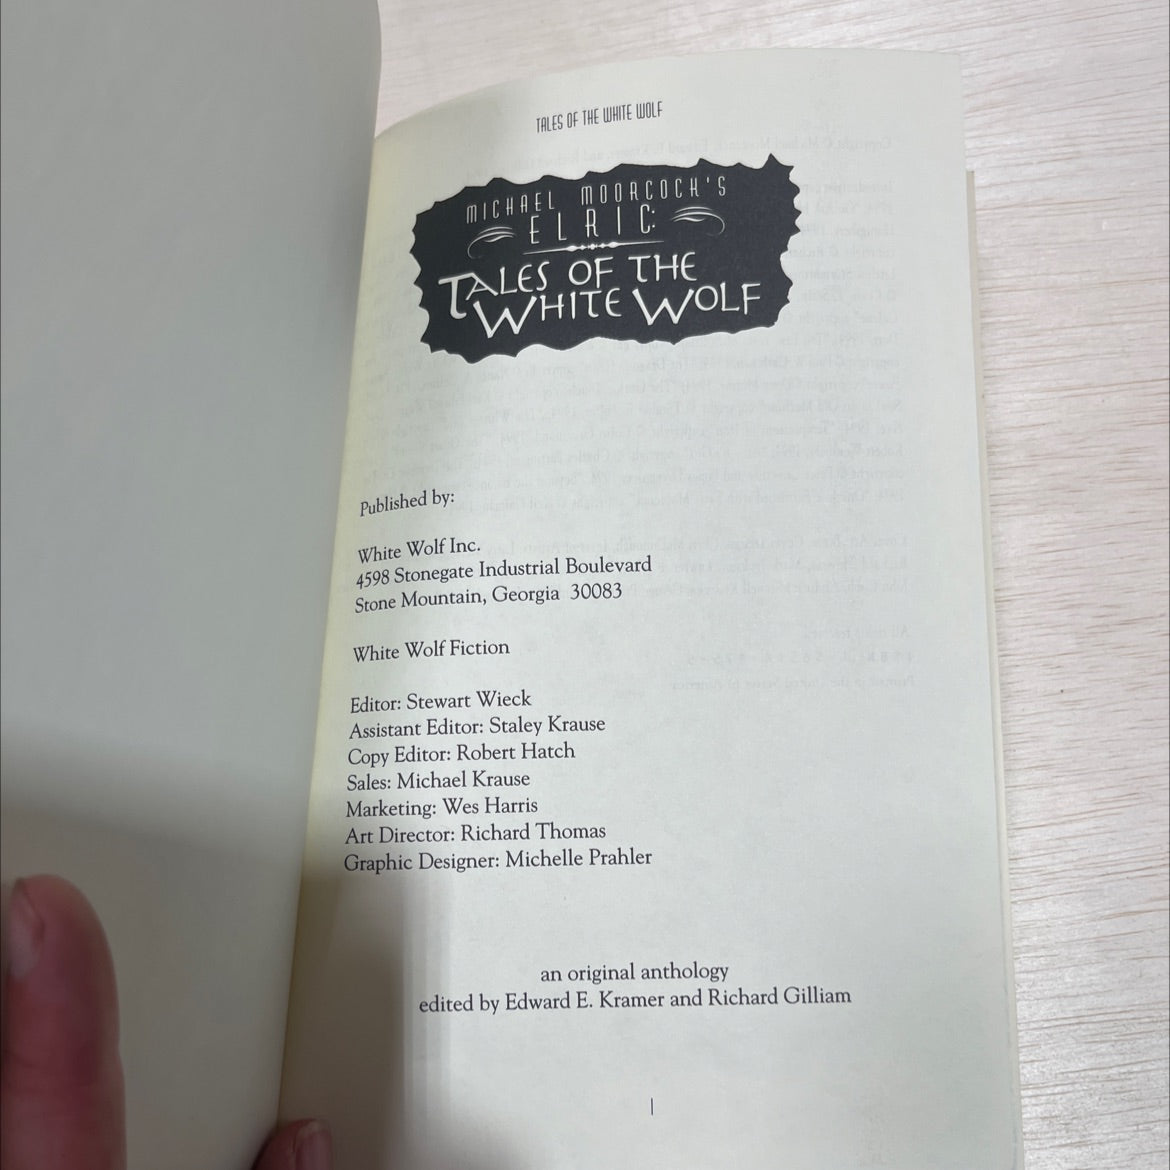 TALES OF THE WHITE WOLF
MICHAEL MOORCOCK'S
ELRIC:
TALES OF THE
WHITE WOLF
Published by:
White Wolf Inc.
4598 Stonegate Industrial Boulevard
Stone Mountain, Georgia 30083
White Wolf Fiction
Editor: Stewart Wieck
Assistant Editor: Staley Krause
Copy Editor: Robert Hatch
Sales: Michael Krause
Marketing: Wes Harris
Art Director: Richard Thomas
Graphic Designer: Michelle Prahler
an original anthology
edited by Edward E. Kramer and Richard Gilliam
1